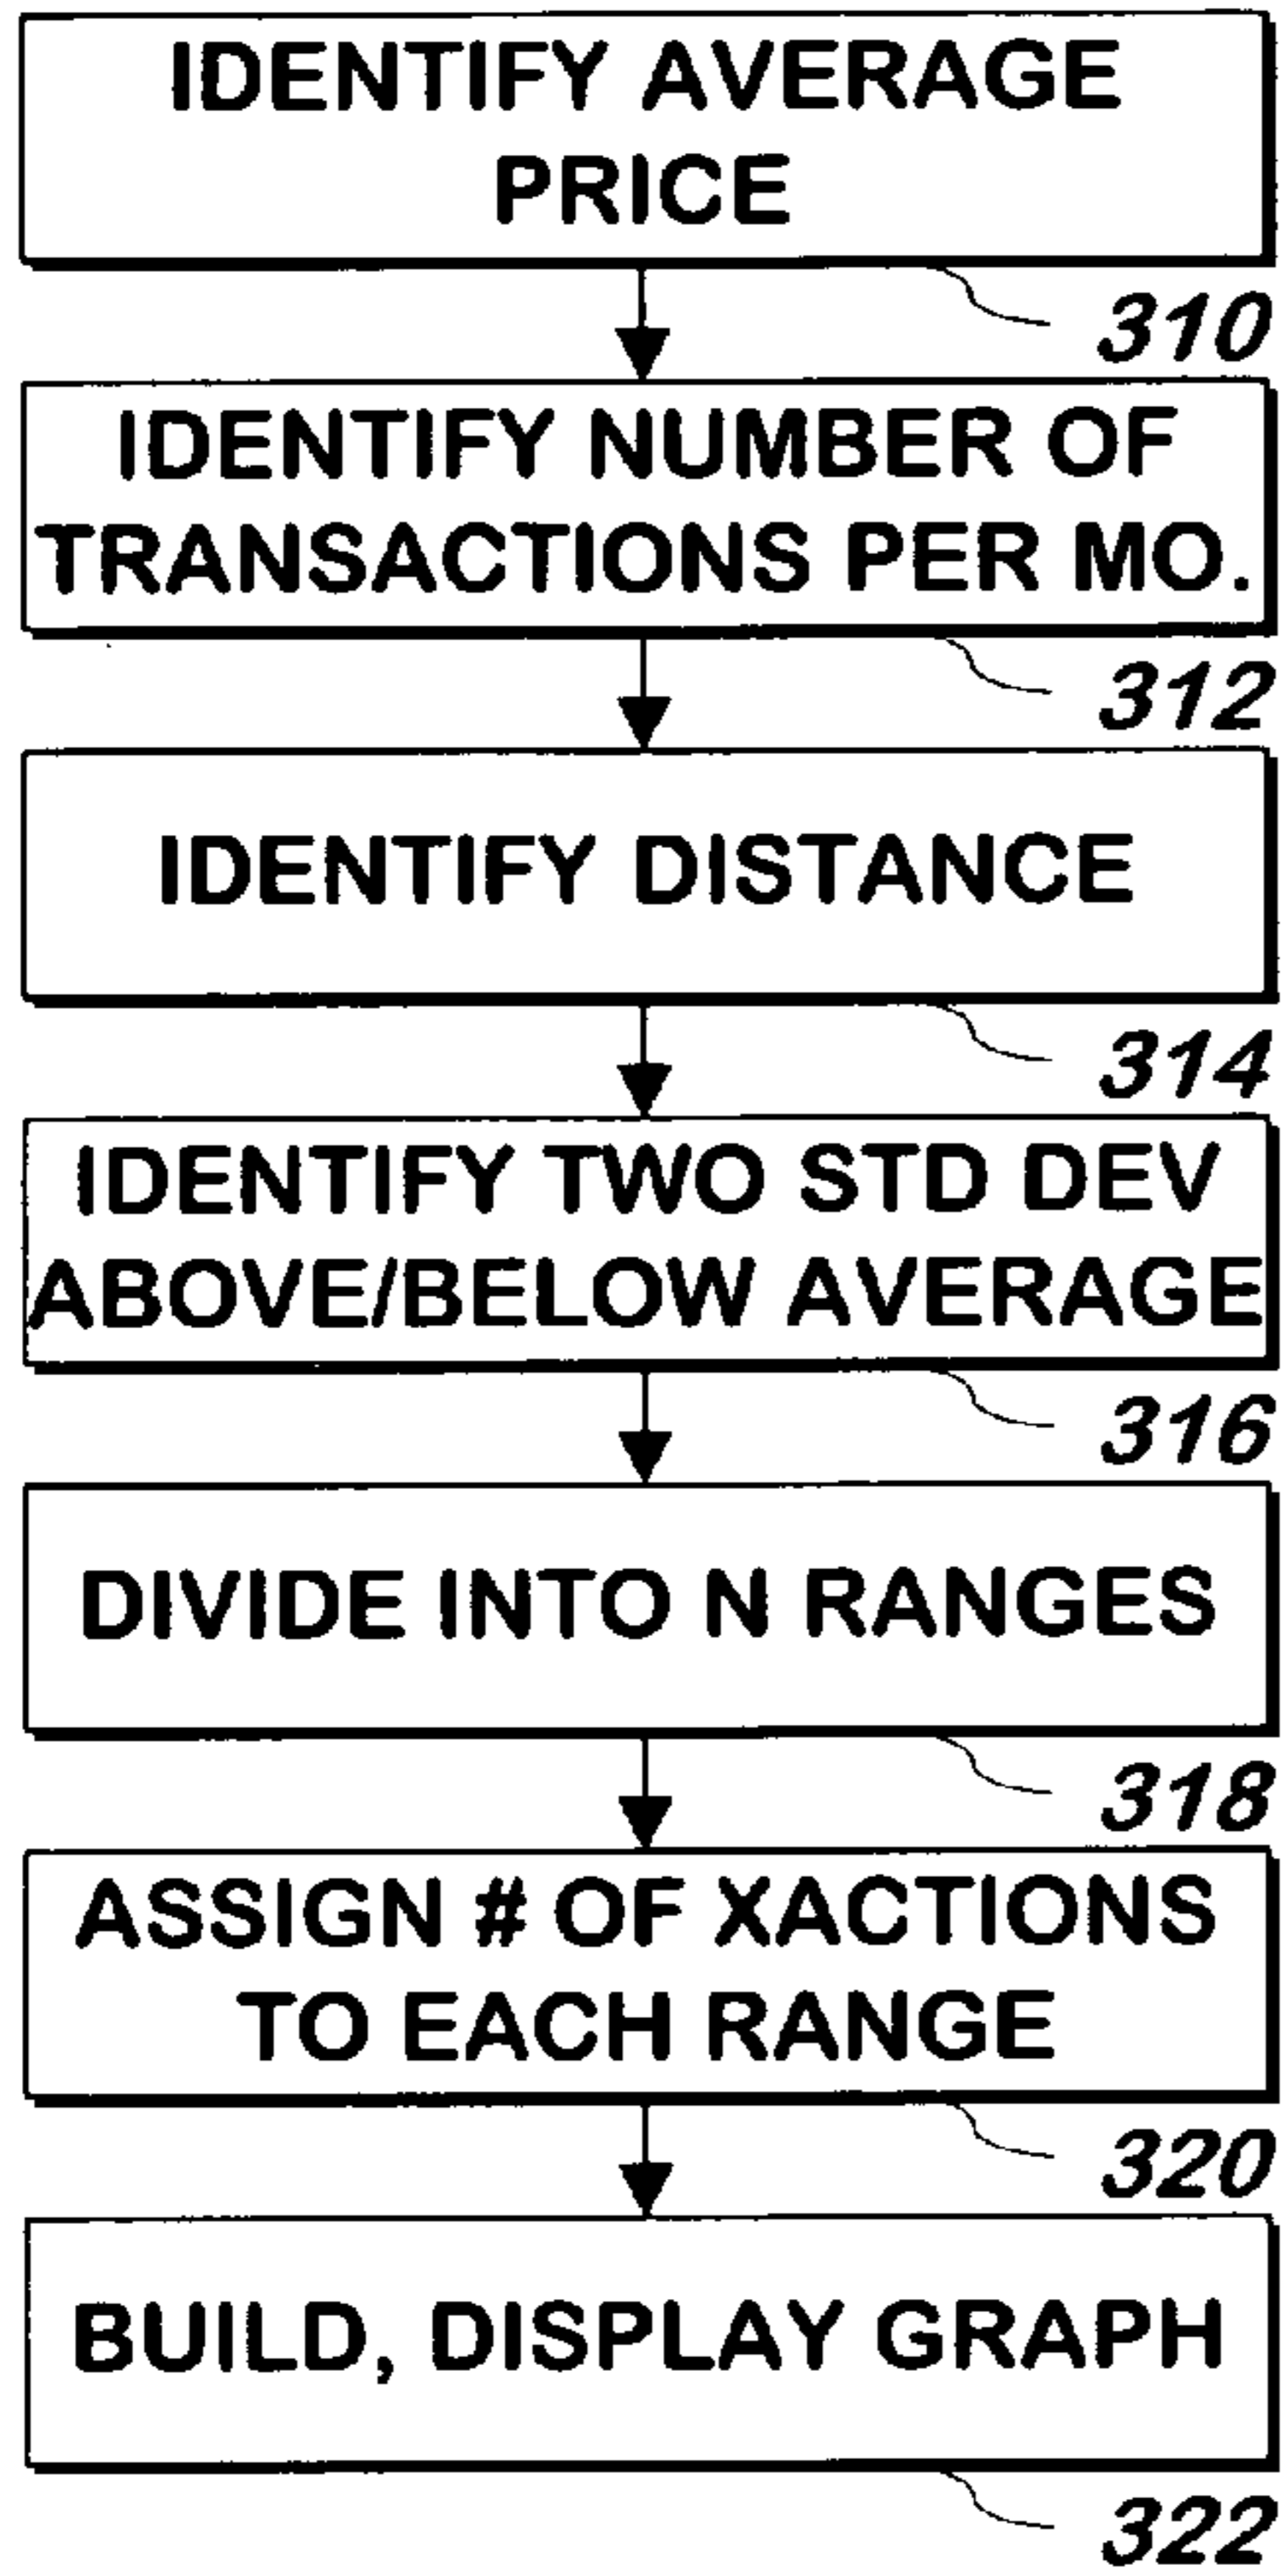 IDENTIFY AVERAGE
PRICE
310
IDENTIFY NUMBER OF
TRANSACTIONS PER MO.
312
IDENTIFY DISTANCE
314
IDENTIFY TWO STD DEV
ABOVE/BELOW AVERAGE
316
DIVIDE INTO N RANGES
318
ASSIGN # OF XACTIONS
TO EACH RANGE
320
BUILD, DISPLAY GRAPH
322